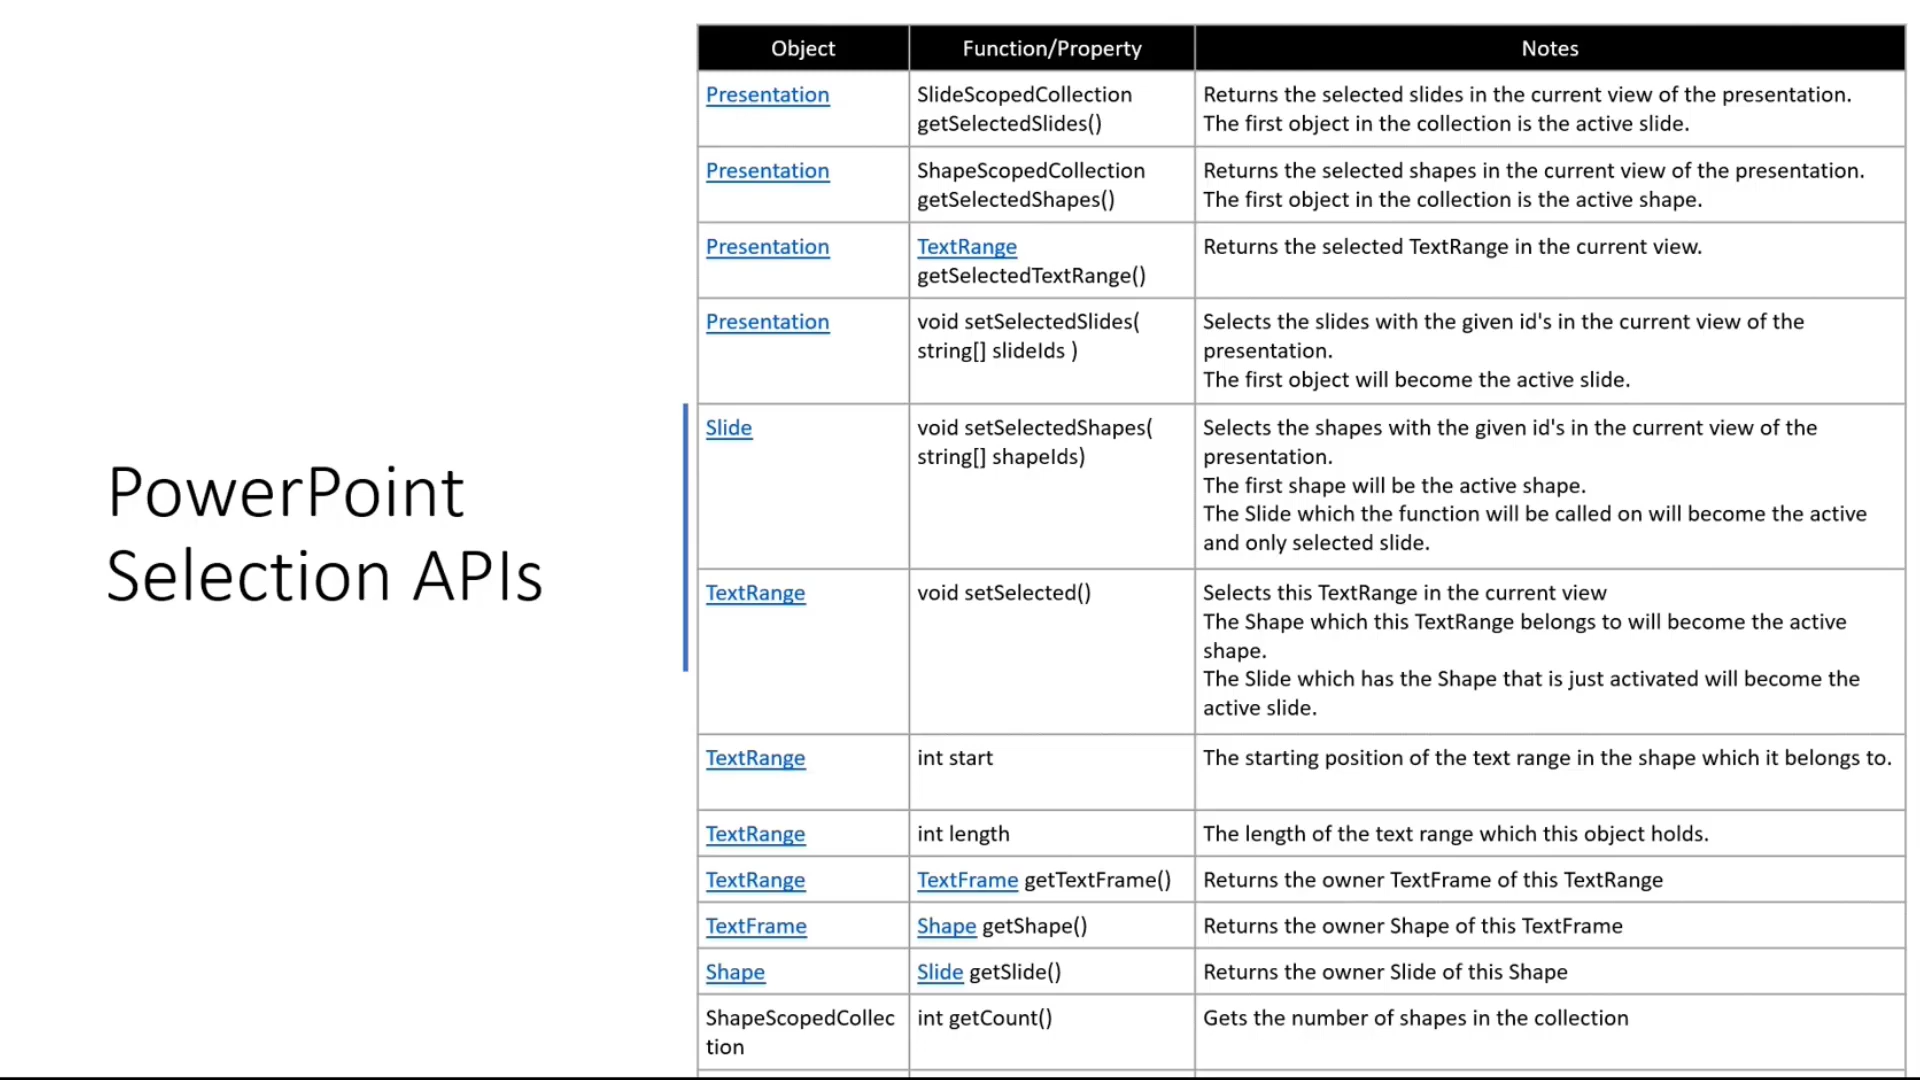 PowerPoint
Selection APIs
Object Function/Property Notes
Presentation
SlideScopedCollection
getSelectedSlides()
Returns the selected slides in the current view of the presentation.
The first object in the collection is the active slide.
Presentation
ShapeScopedCollection
getSelectedShapes()
Returns the selected shapes in the current view of the presentation.
The first object in the collection is the active shape.
Presentation
TextRange
getSelectedTextRange()
Returns the selected TextRange in the current view.
Presentation
void setSelectedSlides(
string[] slideIds )
Selects the slides with the given id's in the current view of the
presentation.
The first object will become the active slide.
Slide
void setSelectedShapes(
string[] shapeIds)
Selects the shapes with the given id's in the current view of the
presentation.
The first shape will be the active shape.
The Slide which the function will be called on will become the active
and only selected slide.
TextRange
void setSelected()
Selects this TextRange in the current view
The Shape which this TextRange belongs to will become the active
shape.
The Slide which has the Shape that is just activated will become the
active slide.
TextRange
int start
The starting position of the text range in the shape which it belongs to.
TextRange
int length
The length of the text range which this object holds.
TextRange
TextFrame getTextFrame()
Returns the owner TextFrame of this TextRange
TextFrame
Shape getShape()
Returns the owner Shape of this TextFrame
Shape
Slide getSlide()
Returns the owner Slide of this Shape
ShapeScopedCollec
tion
int getCount()
Gets the number of shapes in the collection